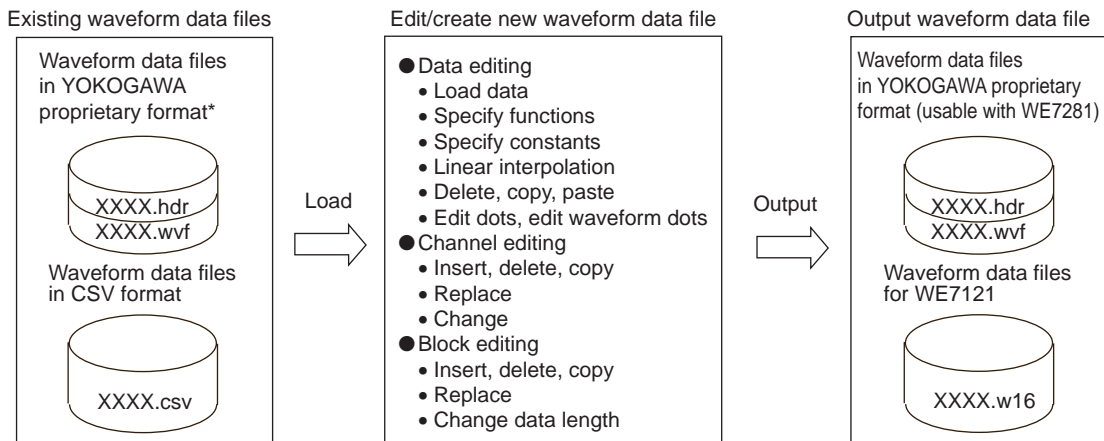 Existing waveform data files
Waveform data files
in YOKOGAWA
proprietary format*
XXXX.hdr
XXXX.wvf
Waveform data files
in CSV format
XXXX.csv
Load
Edit/create new waveform data file
● Data editing
• Load data
• Specify functions
• Specify constants
• Linear interpolation
• Delete, copy, paste
• Edit dots, edit waveform dots
● Channel editing
• Insert, delete, copy
• Replace
• Change
● Block editing
• Insert, delete, copy
• Replace
• Change data length
Output
Output waveform data file
Waveform data files
in YOKOGAWA proprietary
format (usable with WE7281)
XXXX.hdr
XXXX.wvf
Waveform data files
for WE7121
XXXX.w16